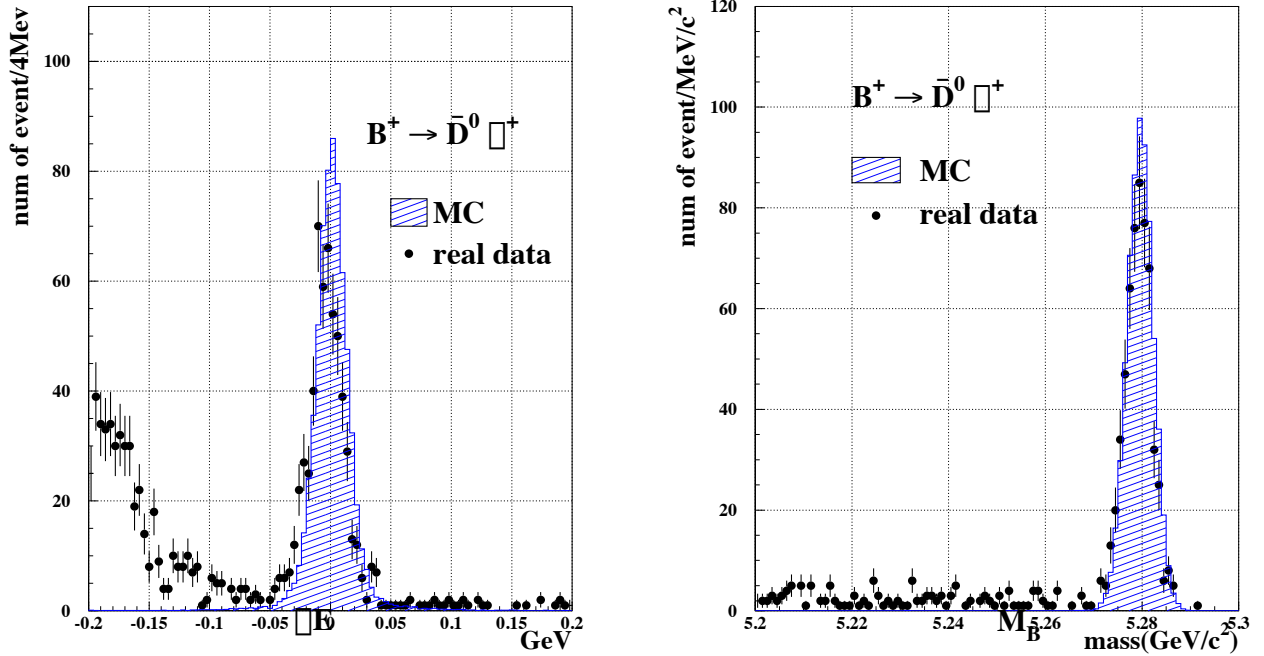 num of event/4Mev
100
80
60
40
20
0
B⁺ → D̄⁰ □⁺
MC
real data
-0.2 -0.15 -0.1 -0.05 0 0.05 0.1 0.15 0.2
□E
GeV
num of event/MeV/c²
120
100
80
60
40
20
0
B⁺ → D̄⁰ □⁺
MC
real data
5.2 5.22 5.24 5.26 5.28 5.3
M_B
mass(GeV/c²)